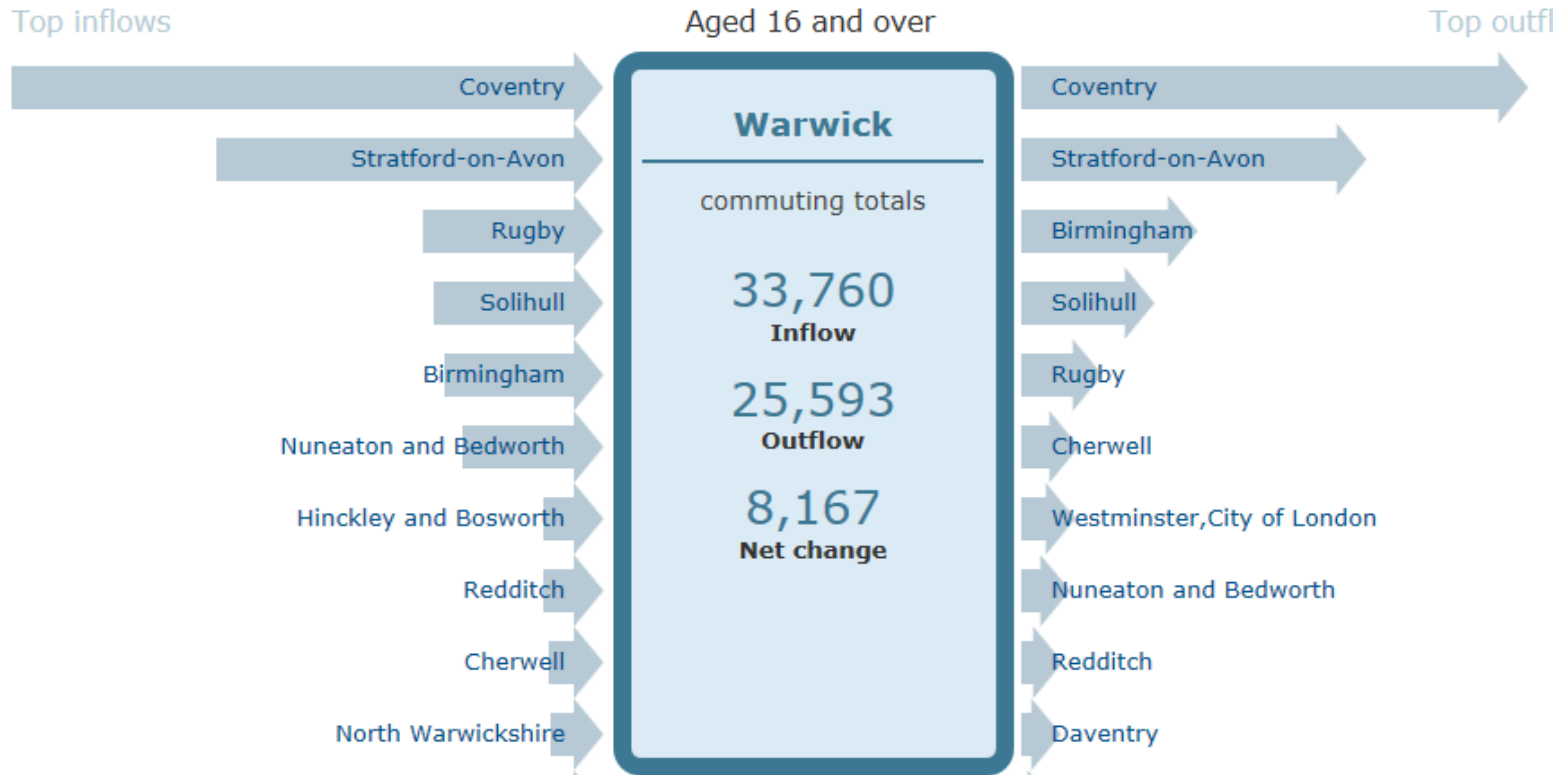 Top inflows
Aged 16 and over
Top outfl
Coventry
Stratford-on-Avon
Rugby
Solihull
Birmingham
Nuneaton and Bedworth
Hinckley and Bosworth
Redditch
Cherwell
North Warwickshire
Warwick
commuting totals
33,760
Inflow
25,593
Outflow
8,167
Net change
Coventry
Stratford-on-Avon
Birmingham
Solihull
Rugby
Cherwell
Westminster,City of London
Nuneaton and Bedworth
Redditch
Daventry